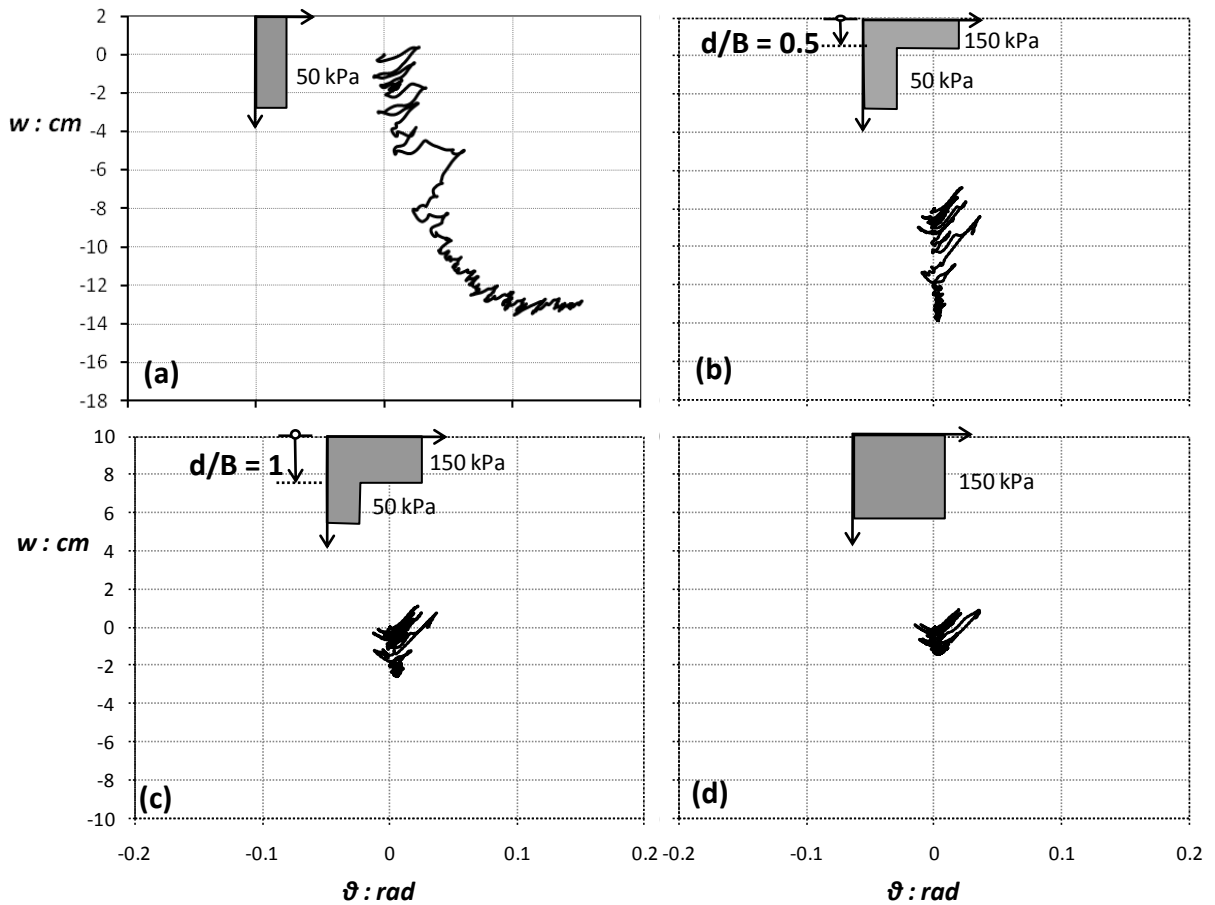 2
0
-2
-4
-6
-8
-10
-12
-14
-16
-18
w : cm
50 kPa
(a)
d/B = 0.5
150 kPa
50 kPa
(b)
10
8
6
4
2
0
-2
-4
-6
-8
-10
w : cm
d/B = 1
150 kPa
50 kPa
(c)
-0.2 -0.1 0 0.1 0.2
ϑ : rad
150 kPa
(d)
-0.2 -0.1 0 0.1 0.2
ϑ : rad